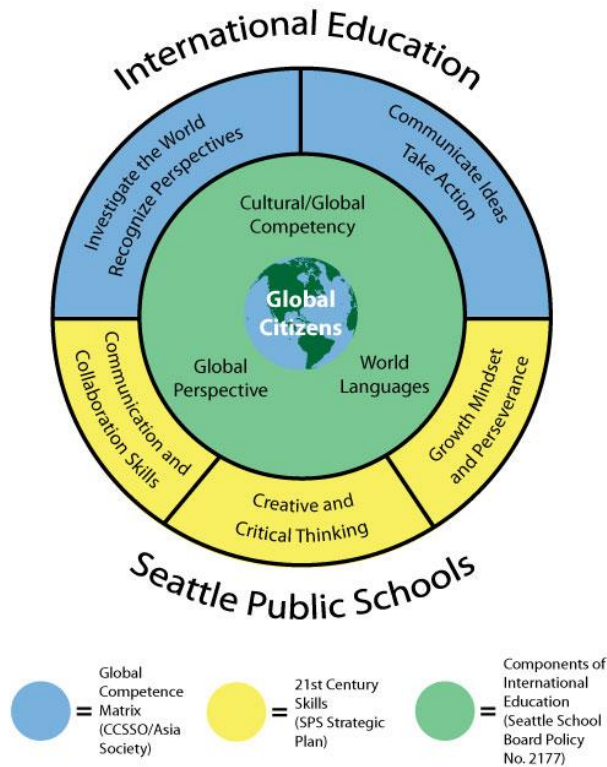 International Education
Investigate the World
Recognize Perspectives
Communicate Ideas
Take Action
Cultural/Global
Competency
Global
Citizens
Global
Perspective
World
Languages
Communication and
Collaboration Skills
Creative and
Critical Thinking
Growth Mindset
and Perseverance
Seattle Public Schools
= Global
Competence
Matrix
(CCSSO/Asia
Society)
= 21st Century
Skills
(SPS Strategic
Plan)
= Components of
International
Education
(Seattle School
Board Policy
No. 2177)